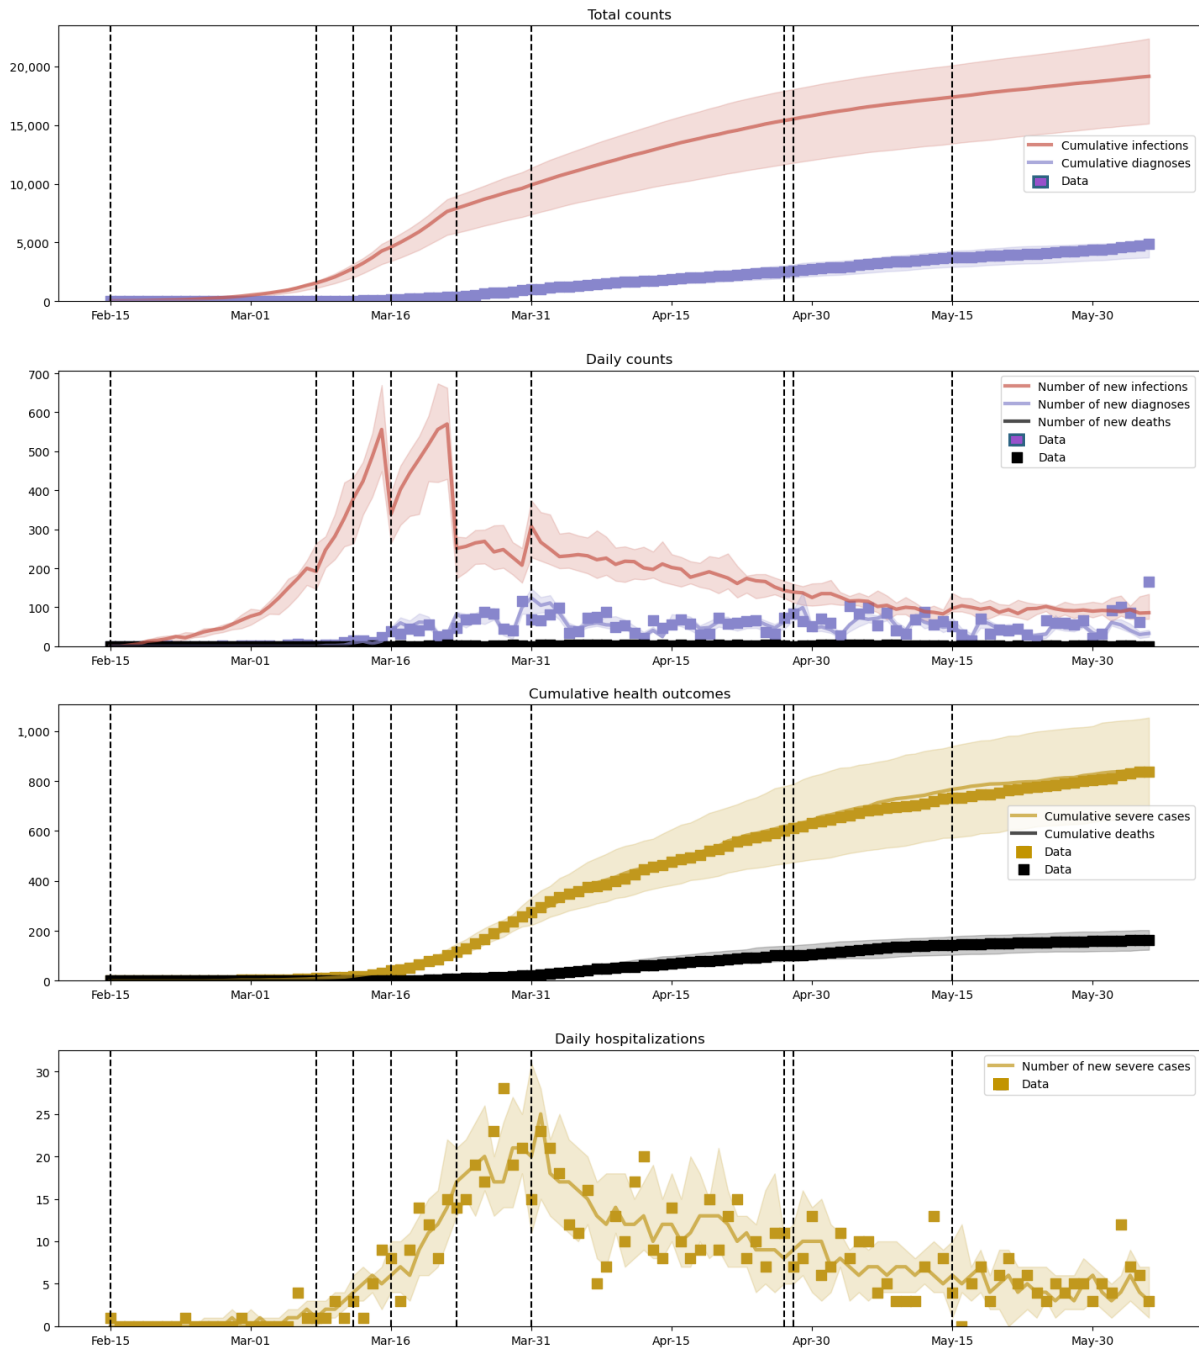 Total counts
20,000
15,000
10,000
5,000
0
Cumulative infections
Cumulative diagnoses
Data
Feb-15 Mar-01 Mar-16 Mar-31 Apr-15 Apr-30 May-15 May-30
Daily counts
700
600
500
400
300
200
100
0
Number of new infections
Number of new diagnoses
Number of new deaths
Data
Data
Feb-15 Mar-01 Mar-16 Mar-31 Apr-15 Apr-30 May-15 May-30
Cumulative health outcomes
1,000
800
600
400
200
0
Cumulative severe cases
Cumulative deaths
Data
Data
Feb-15 Mar-01 Mar-16 Mar-31 Apr-15 Apr-30 May-15 May-30
Daily hospitalizations
30
25
20
15
10
5
0
Number of new severe cases
Data
Feb-15 Mar-01 Mar-16 Mar-31 Apr-15 Apr-30 May-15 May-30